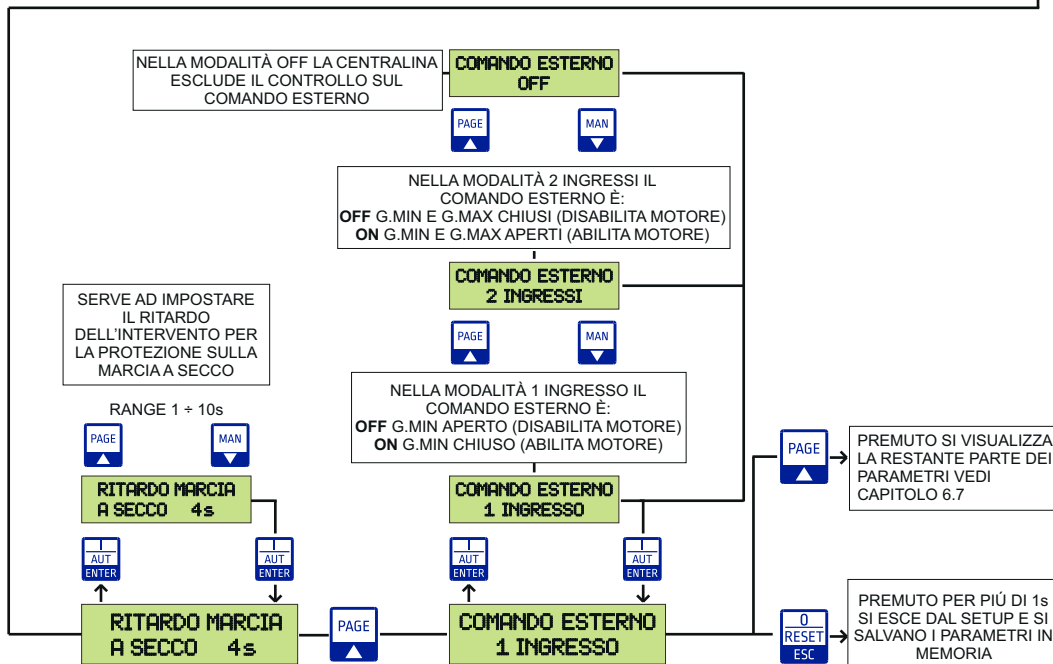 NELLA MODALITÀ OFF LA CENTRALINA
ESCLUDE IL CONTROLLO SUL
COMANDO ESTERNO
COMANDO ESTERNO
OFF
PAGE
MAN
NELLA MODALITÀ 2 INGRESSI IL
COMANDO ESTERNO È:
OFF G.MIN E G.MAX CHIUSI (DISABILITA MOTORE)
ON G.MIN E G.MAX APERTI (ABILITA MOTORE)
COMANDO ESTERNO
2 INGRESSI
PAGE
MAN
NELLA MODALITÀ 1 INGRESSO IL
COMANDO ESTERNO È:
OFF G.MIN APERTO (DISABILITA MOTORE)
ON G.MIN CHIUSO (ABILITA MOTORE)
SERVE AD IMPOSTARE
IL RITARDO
DELL'INTERVENTO PER
LA PROTEZIONE SULLA
MARCIA A SECCO
RANGE 1 ÷ 10s
PAGE
MAN
RITARDO MARCIA
A SECCO 4s
COMANDO ESTERNO
1 INGRESSO
I
AUT
ENTER
I
AUT
ENTER
I
AUT
ENTER
I
AUT
ENTER
RITARDO MARCIA
A SECCO 4s
PAGE
COMANDO ESTERNO
1 INGRESSO
PAGE
PREMUTO SI VISUALIZZA
LA RESTANTE PARTE DEI
PARAMETRI VEDI
CAPITOLO 6.7
0
RESET
ESC
PREMUTO PER PIÚ DI 1s
SI ESCE DAL SETUP E SI
SALVANO I PARAMETRI IN
MEMORIA